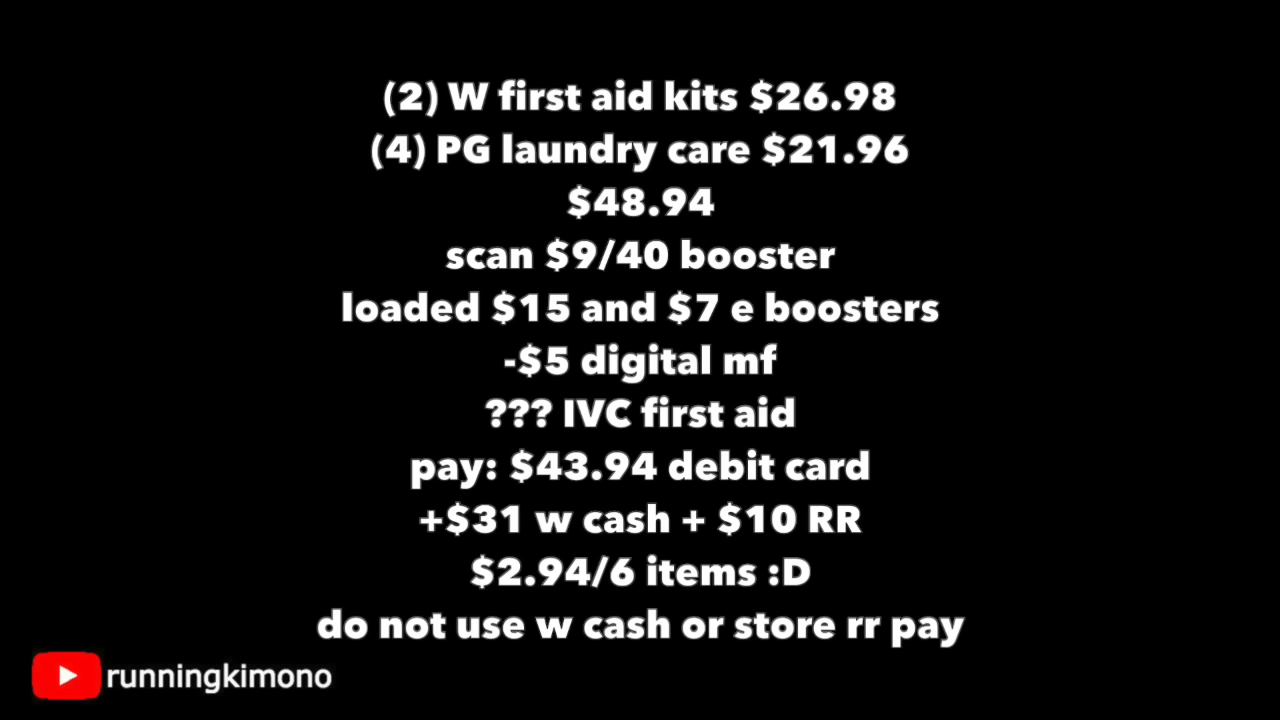 (2) W first aid kits $26.98
(4) PG laundry care $21.96
$48.94
scan $9/40 booster
loaded $15 and $7 e boosters
-$5 digital mf
??? IVC first aid
pay: $43.94 debit card
+$31 w cash + $10 RR
$2.94/6 items :D
do not use w cash or store rr pay
runningkimono